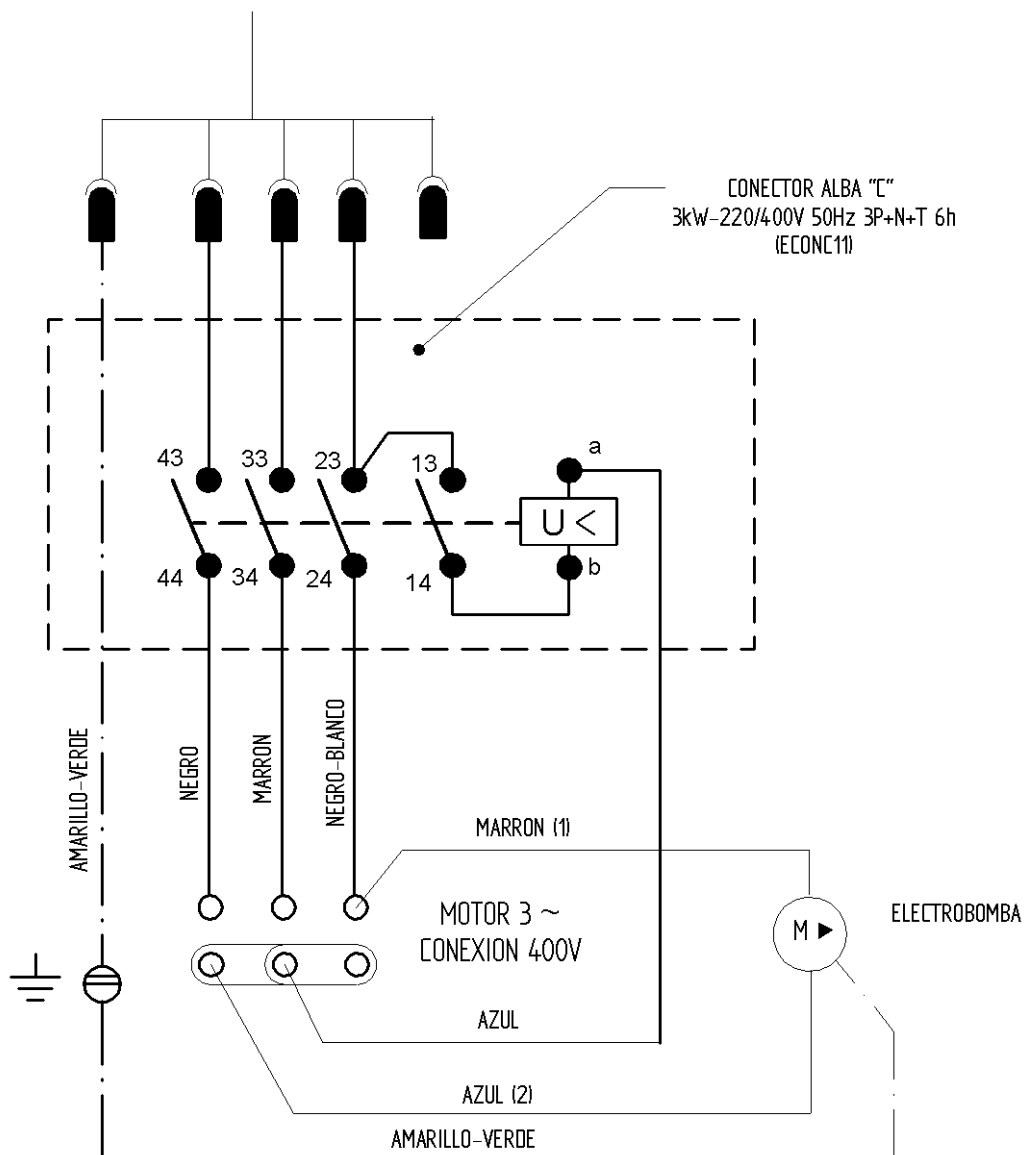 CONECTOR ALBA "C"
3kW-220/400V 50Hz 3P+N+T 6h
(ECONC11)
43
33
23
13
a
U <
44
34
24
14
b
AMARILLO-VERDE
NEGRO
MARRON
NEGRO-BLANCO
MARRON (1)
MOTOR 3 ~
CONEXION 400V
M
ELECTROBOMBA
AZUL
AZUL (2)
AMARILLO-VERDE